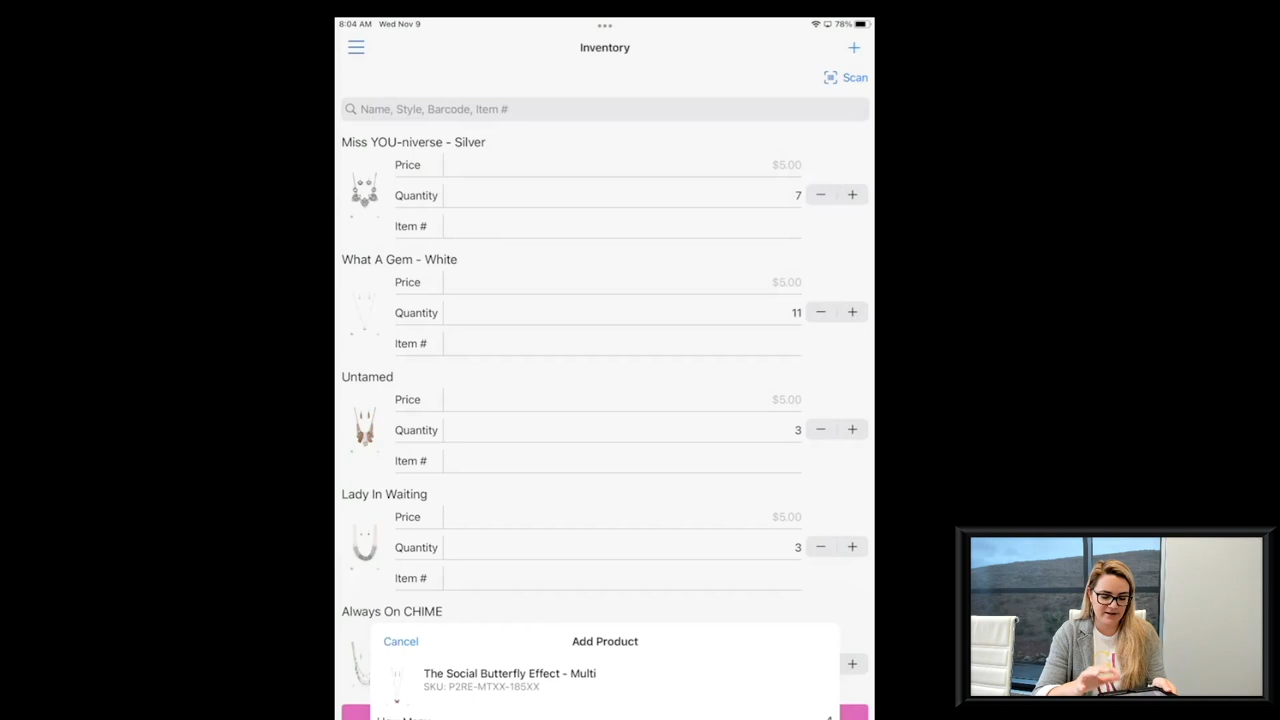 8:04 AM Wed Nov 9
78%
Inventory
Scan
Name, Style, Barcode, Item #
Miss YOU-niverse - Silver
Price $5.00
Quantity 7
Item #
What A Gem - White
Price $5.00
Quantity 11
Item #
Untamed
Price $5.00
Quantity 3
Item #
Lady In Waiting
Price $5.00
Quantity 3
Item #
Always On CHIME
Cancel Add Product
The Social Butterfly Effect - Multi
SKU: P2RE-MTXX-185XX